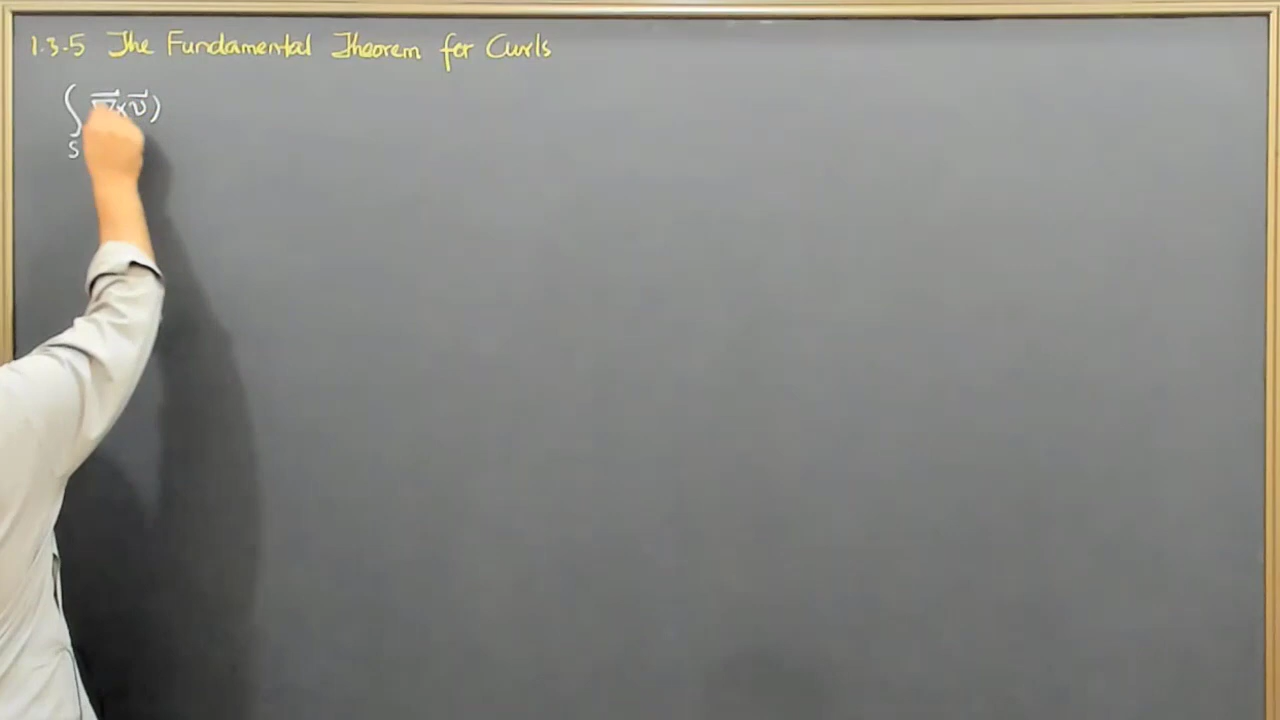 1.3.5 The Fundamental Theorem for Curls
∫ ∇⃗×v⃗)
S